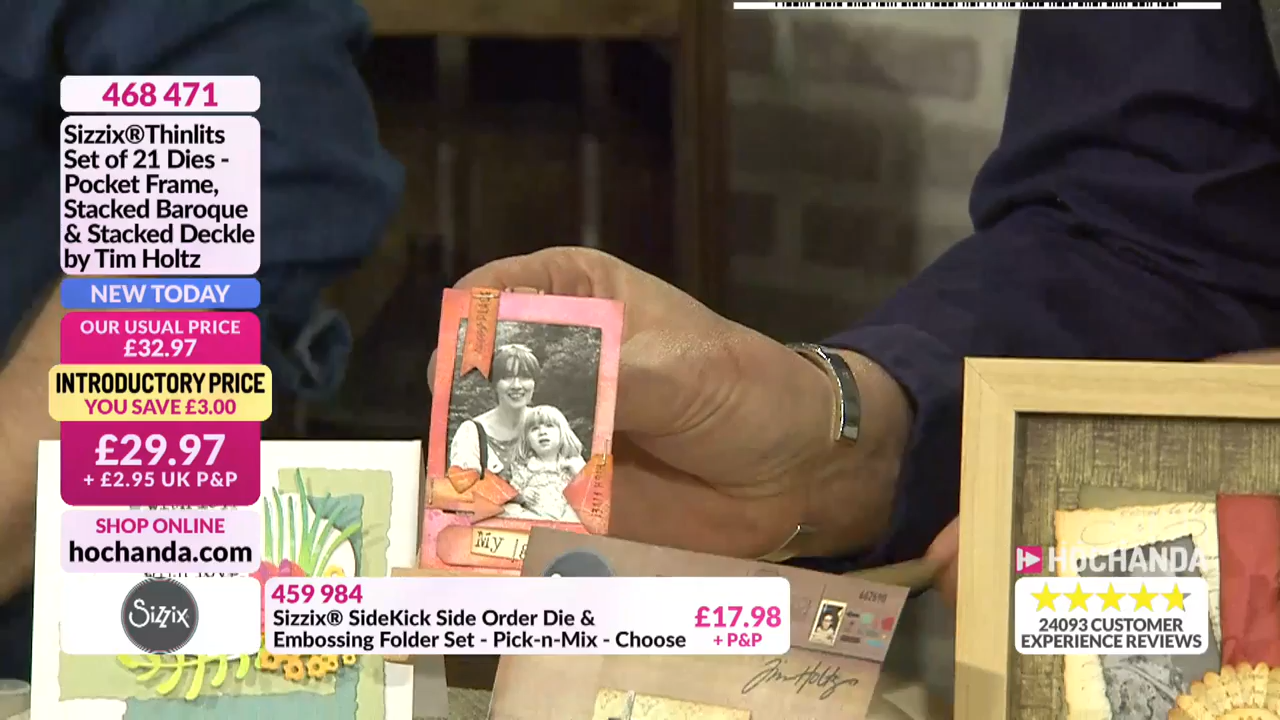 468 471
Sizzix®Thinlits
Set of 21 Dies -
Pocket Frame,
Stacked Baroque
& Stacked Deckle
by Tim Holtz
NEW TODAY
OUR USUAL PRICE
£32.97
INTRODUCTORY PRICE
YOU SAVE £3.00
£29.97
+ £2.95 UK P&P
SHOP ONLINE
hochanda.com
Sizzix
459 984
Sizzix® SideKick Side Order Die &
Embossing Folder Set - Pick-n-Mix - Choose
£17.98
+ P&P
My
662698
Tim Holtz
HOCHANDA
24093 CUSTOMER
EXPERIENCE REVIEWS